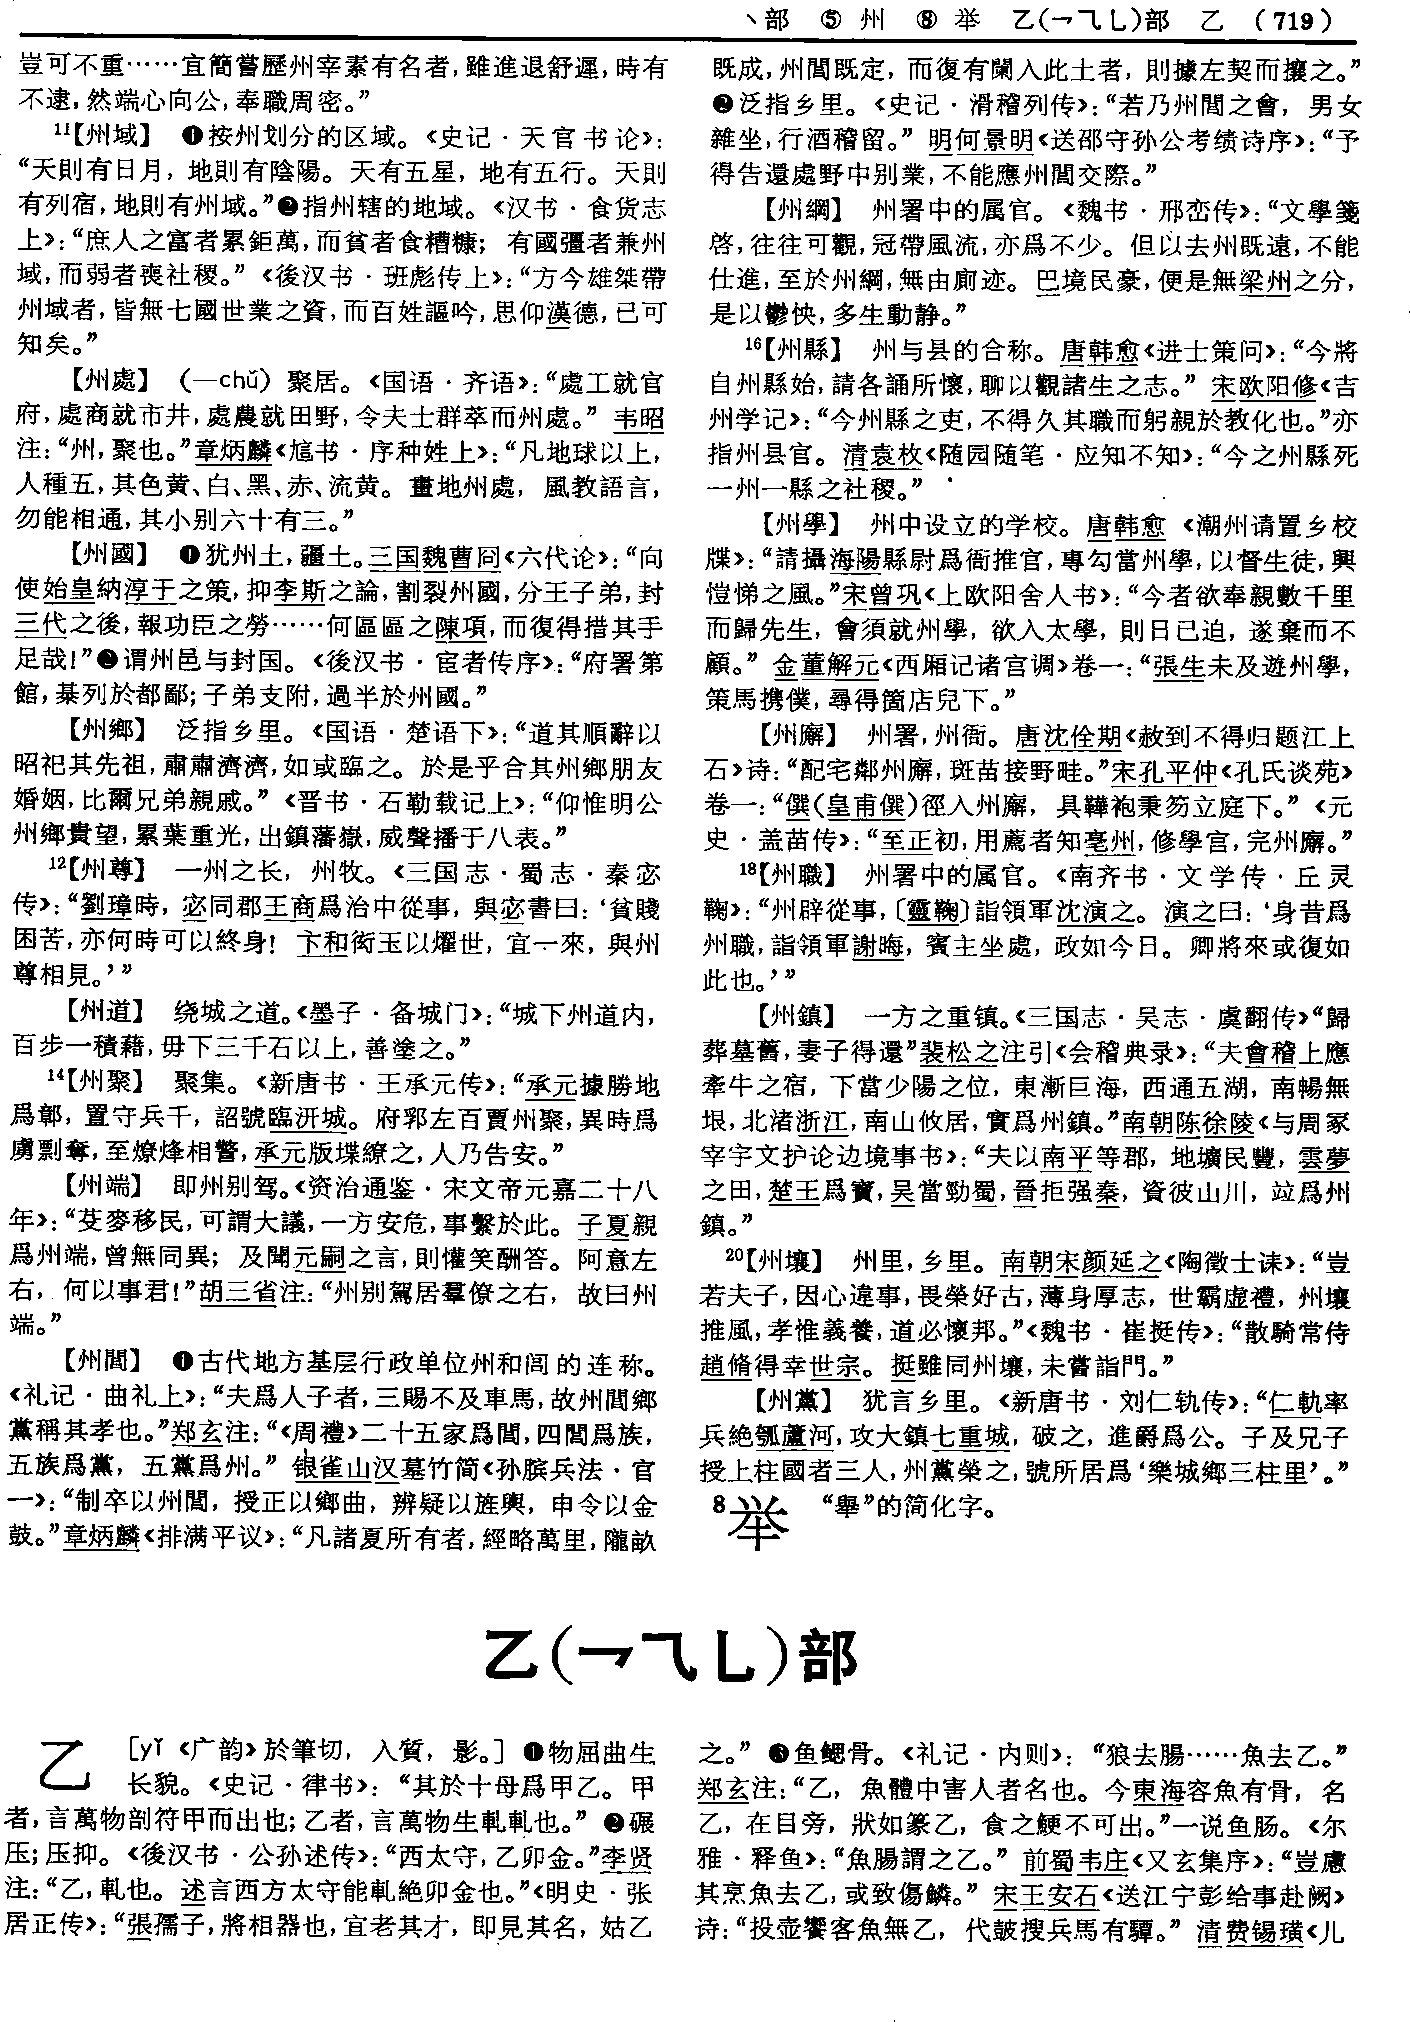 丶部 ⑤ 州 ⑧ 举 乙(乛⺄乚)部 乙 (719)
豈可不重……宜簡嘗歷州宰素有名者,雖進退舒遲,時有
不逮,然端心向公,奉職周密。”
11【州域】 ❶按州划分的区域。《史记·天官书论》:
“天則有日月,地則有陰陽。天有五星,地有五行。天則
有列宿,地則有州域。”❷指州辖的地域。《汉书·食货志
上》:“庶人之富者累鉅萬,而貧者食糟糠;有國彊者兼州
域,而弱者喪社稷。”《後汉书·班彪传上》:“方今雄桀帶
州域者,皆無七國世業之資,而百姓謳吟,思仰漢德,已可
知矣。”
【州處】 (—chǔ)聚居。《国语·齐语》:“處工就官
府,處商就市井,處農就田野,令夫士群萃而州處。”韦昭
注:“州,聚也。”章炳麟《訄书·序种姓上》:“凡地球以上,
人種五,其色黄、白、黑、赤、流黄。畫地州處,風教語言,
勿能相通,其小别六十有三。”
【州國】 ❶犹州土,疆土。三国魏曹冏《六代论》:“向
使始皇納淳于之策,抑李斯之論,割裂州國,分王子弟,封
三代之後,報功臣之勞……何區區之陳項,而復得措其手
足哉!”❷谓州邑与封国。《後汉书·宦者传序》:“府署第
館,棊列於都鄙;子弟支附,過半於州國。”
【州鄉】 泛指乡里。《国语·楚语下》:“道其順辭以
昭祀其先祖,肅肅濟濟,如或臨之。於是乎合其州鄉朋友
婚姻,比爾兄弟親戚。”《晋书·石勒载记上》:“仰惟明公
州鄉貴望,累葉重光,出鎮藩嶽,威聲播于八表。”
12【州尊】 一州之长,州牧。《三国志·蜀志·秦宓
传》:“劉璋時,宓同郡王商爲治中從事,與宓書曰:‘貧賤
困苦,亦何時可以終身!卞和衒玉以燿世,宜一來,與州
尊相見。’”
【州道】 绕城之道。《墨子·备城门》:“城下州道内,
百步一積藉,毋下三千石以上,善塗之。”
14【州聚】 聚集。《新唐书·王承元传》:“承元據勝地
爲鄣,置守兵千,詔號臨汧城。府郛左百賈州聚,異時爲
虜剽奪,至燎烽相警,承元版堞繚之,人乃告安。”
【州端】 即州别驾。《资治通鉴·宋文帝元嘉二十八
年》:“芟麥移民,可謂大議,一方安危,事繫於此。子夏親
爲州端,曾無同異;及聞元嗣之言,則懽笑酬答。阿意左
右,何以事君!”胡三省注:“州别駕居羣僚之右,故曰州
端。”
【州閭】 ❶古代地方基层行政单位州和闾的连称。
《礼记·曲礼上》:“夫爲人子者,三賜不及車馬,故州閭鄉
黨稱其孝也。”郑玄注:“《周禮》二十五家爲閭,四閭爲族,
五族爲黨,五黨爲州。”银雀山汉墓竹简《孙膑兵法·官
一》:“制卒以州閭,授正以鄉曲,辨疑以旌輿,申令以金
鼓。”章炳麟《排满平议》:“凡諸夏所有者,經略萬里,隴畝
既成,州閭既定,而復有闌入此土者,則據左契而攘之。”
❷泛指乡里。《史记·滑稽列传》:“若乃州閭之會,男女
雜坐,行酒稽留。”明何景明《送邵守孙公考绩诗序》:“予
得告還處野中别業,不能應州閭交際。”
【州綱】 州署中的属官。《魏书·邢峦传》:“文學箋
啓,往往可觀,冠帶風流,亦爲不少。但以去州既遠,不能
仕進,至於州綱,無由廁迹。巴境民豪,便是無梁州之分,
是以鬱怏,多生動静。”
16【州縣】 州与县的合称。唐韩愈《进士策问》:“今將
自州縣始,請各誦所懷,聊以觀諸生之志。”宋欧阳修《吉
州学记》:“今州縣之吏,不得久其職而躬親於教化也。”亦
指州县官。清袁枚《随园随笔·应知不知》:“今之州縣死
一州一縣之社稷。”
【州學】 州中设立的学校。唐韩愈《潮州请置乡校
牒》:“請攝海陽縣尉爲衙推官,專勾當州學,以督生徒,興
愷悌之風。”宋曾巩《上欧阳舍人书》:“今者欲奉親數千里
而歸先生,會須就州學,欲入太學,則日已迫,遂棄而不
顧。”金董解元《西厢记诸宫调》卷一:“張生未及遊州學,
策馬携僕,尋得箇店兒下。”
【州廨】 州署,州衙。唐沈佺期《赦到不得归题江上
石》诗:“配宅鄰州廨,斑苗接野畦。”宋孔平仲《孔氏谈苑》
卷一:“僎(皇甫僎)徑入州廨,具鞾袍秉笏立庭下。”《元
史·盖苗传》:“至正初,用薦者知亳州,修學宫,完州廨。”
18【州職】 州署中的属官。《南齐书·文学传·丘灵
鞠》:“州辟從事,〔靈鞠〕詣領軍沈演之。演之曰:‘身昔爲
州職,詣領軍謝晦,賓主坐處,政如今日。卿將來或復如
此也。’”
【州鎮】 一方之重镇。《三国志·吴志·虞翻传》“歸
葬墓舊,妻子得還”裴松之注引《会稽典录》:“夫會稽上應
牽牛之宿,下當少陽之位,東漸巨海,西通五湖,南暢無
垠,北渚浙江,南山攸居,實爲州鎮。”南朝陈徐陵《与周冢
宰宇文护论边境事书》:“夫以南平等郡,地壙民豐,雲夢
之田,楚王爲寶,吴當勁蜀,晉拒强秦,資彼山川,竝爲州
鎮。”
20【州壤】 州里,乡里。南朝宋颜延之《陶徵士诔》:“豈
若夫子,因心違事,畏榮好古,薄身厚志,世霸虚禮,州壤
推風,孝惟義養,道必懷邦。”《魏书·崔挺传》:“散騎常侍
趙脩得幸世宗。挺雖同州壤,未嘗詣門。”
【州黨】 犹言乡里。《新唐书·刘仁轨传》:“仁軌率
兵絶瓠蘆河,攻大鎮七重城,破之,進爵爲公。子及兄子
授上柱國者三人,州黨榮之,號所居爲‘樂城鄉三柱里’。”
8举 “舉”的简化字。
乙(乛⺄乚)部
乙 [yǐ 《广韵》於筆切,入質,影。] ❶物屈曲生
长貌。《史记·律书》:“其於十母爲甲乙。甲
者,言萬物剖符甲而出也;乙者,言萬物生軋軋也。”❷碾
压;压抑。《後汉书·公孙述传》:“西太守,乙卯金。”李贤
注:“乙,軋也。述言西方太守能軋絶卯金也。”《明史·张
居正传》:“張孺子,將相器也,宜老其才,即見其名,姑乙
之。”❸鱼鳃骨。《礼记·内则》:“狼去腸……魚去乙。”
郑玄注:“乙,魚體中害人者名也。今東海容魚有骨,名
乙,在目旁,狀如篆乙,食之鯁不可出。”一说鱼肠。《尔
雅·释鱼》:“魚腸謂之乙。”前蜀韦庄《又玄集序》:“豈慮
其烹魚去乙,或致傷鱗。”宋王安石《送江宁彭给事赴阙》
诗:“投壺饗客魚無乙,代鼓搜兵馬有驔。”清费锡璜《儿